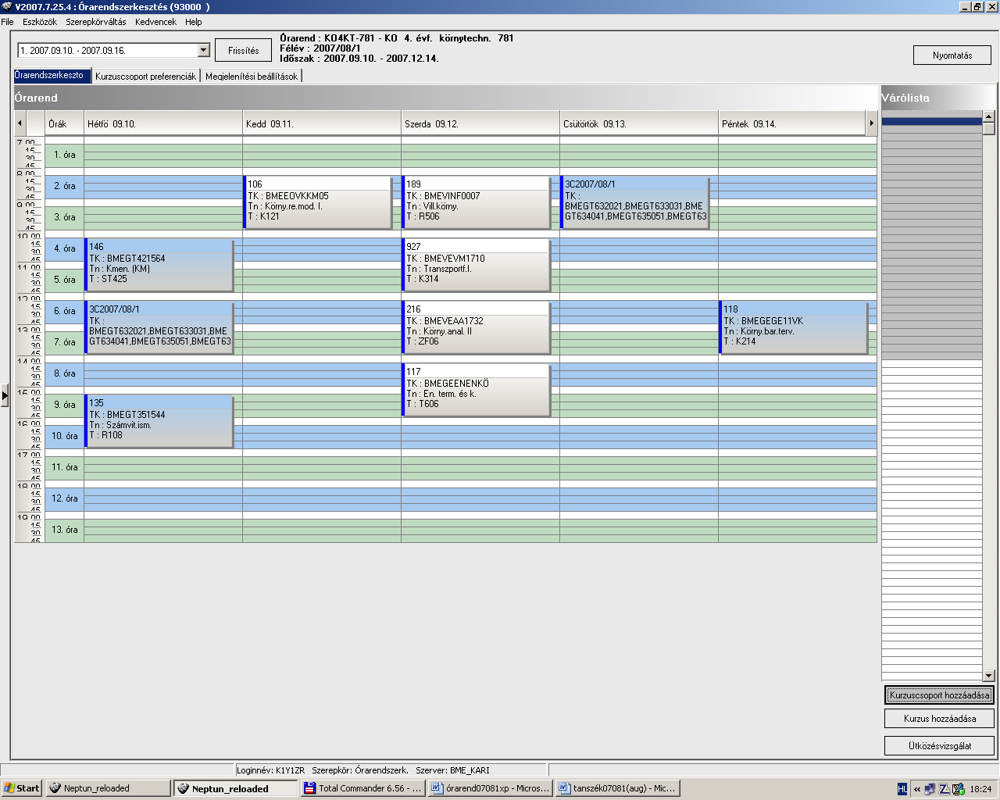 V2007.7.25.4 : Órarendszerkesztés (93000 )
File Eszközök Szerepkörváltás Kedvencek Help
1. 2007.09.10. - 2007.09.16.
Frissítés
Órarend : KO4KT-781 - KO 4. évf. környtechn. 781
Félév : 2007/08/1
Időszak : 2007.09.10. - 2007.12.14.
Nyomtatás
Órarendszerkeszto Kurzuscsoport preferenciák Megjelenítési beállítások
Órarend
Várólista
Órák Hétfö 09.10. Kedd 09.11. Szerda 09.12. Csütörtök 09.13. Péntek 09.14.
7 00
15
30
45
1. óra
8 00
15
30
45
2. óra
9 00
15
30
45
3. óra
10 00
15
30
45
4. óra
11 00
15
30
45
5. óra
12 00
15
30
45
6. óra
13 00
15
30
45
7. óra
14 00
15
30
45
8. óra
15 00
15
30
45
9. óra
16 00
15
30
45
10. óra
17 00
15
30
45
11. óra
18 00
15
30
45
12. óra
19 00
15
30
45
13. óra
146
TK : BMEGT421564
Tn : Kmen. (KM)
T : ST425
3C2007/08/1
TK :
BMEGT632021,BMEGT633031,BME
GT634041,BMEGT635051,BMEGT63
135
TK : BMEGT351544
Tn : Számvit.ism.
T : R108
106
TK : BMEEOVKKM05
Tn : Körny.re.mod. I.
T : K121
189
TK : BMEVINF0007
Tn : Vill.körny.
T : R506
927
TK : BMEVEVM1710
Tn : Transzportf.I.
T : K314
216
TK : BMEVEAA1732
Tn : Körny.anal. II
T : ZF06
117
TK : BMEGEENENKÖ
Tn : En. term. és k.
T : T606
3C2007/08/1
TK :
BMEGT632021,BMEGT633031,BME
GT634041,BMEGT635051,BMEGT63
118
TK : BMEGEGE11VK
Tn : Körny.bar.terv.
T : K214
Kurzuscsoport hozzáadása
Kurzus hozzáadása
Ütközésvizsgálat
Loginnév: K1Y1ZR Szerepkör: Órarendszerk. Szerver: BME_KARI
Start Neptun_reloaded Neptun_reloaded Total Commander 6.56 - ... órarend07081xp - Micros... tanszék07081(aug) - Mic... HU « 18:24